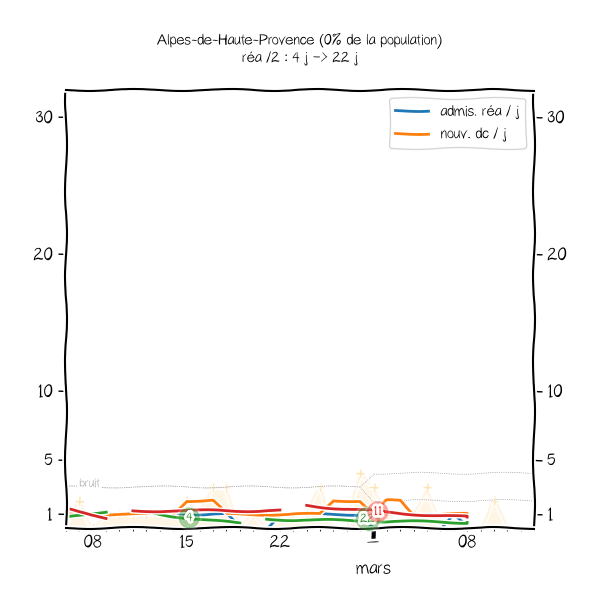 Alpes-de-Haute-Provence (0% de la population)
réa /2 : 4 j -> 22 j
admis. réa / j
nouv. dc / j
30 30
20 20
10 10
5 5
bruit
1 1
4 22 11
08 15 22 1 08
mars